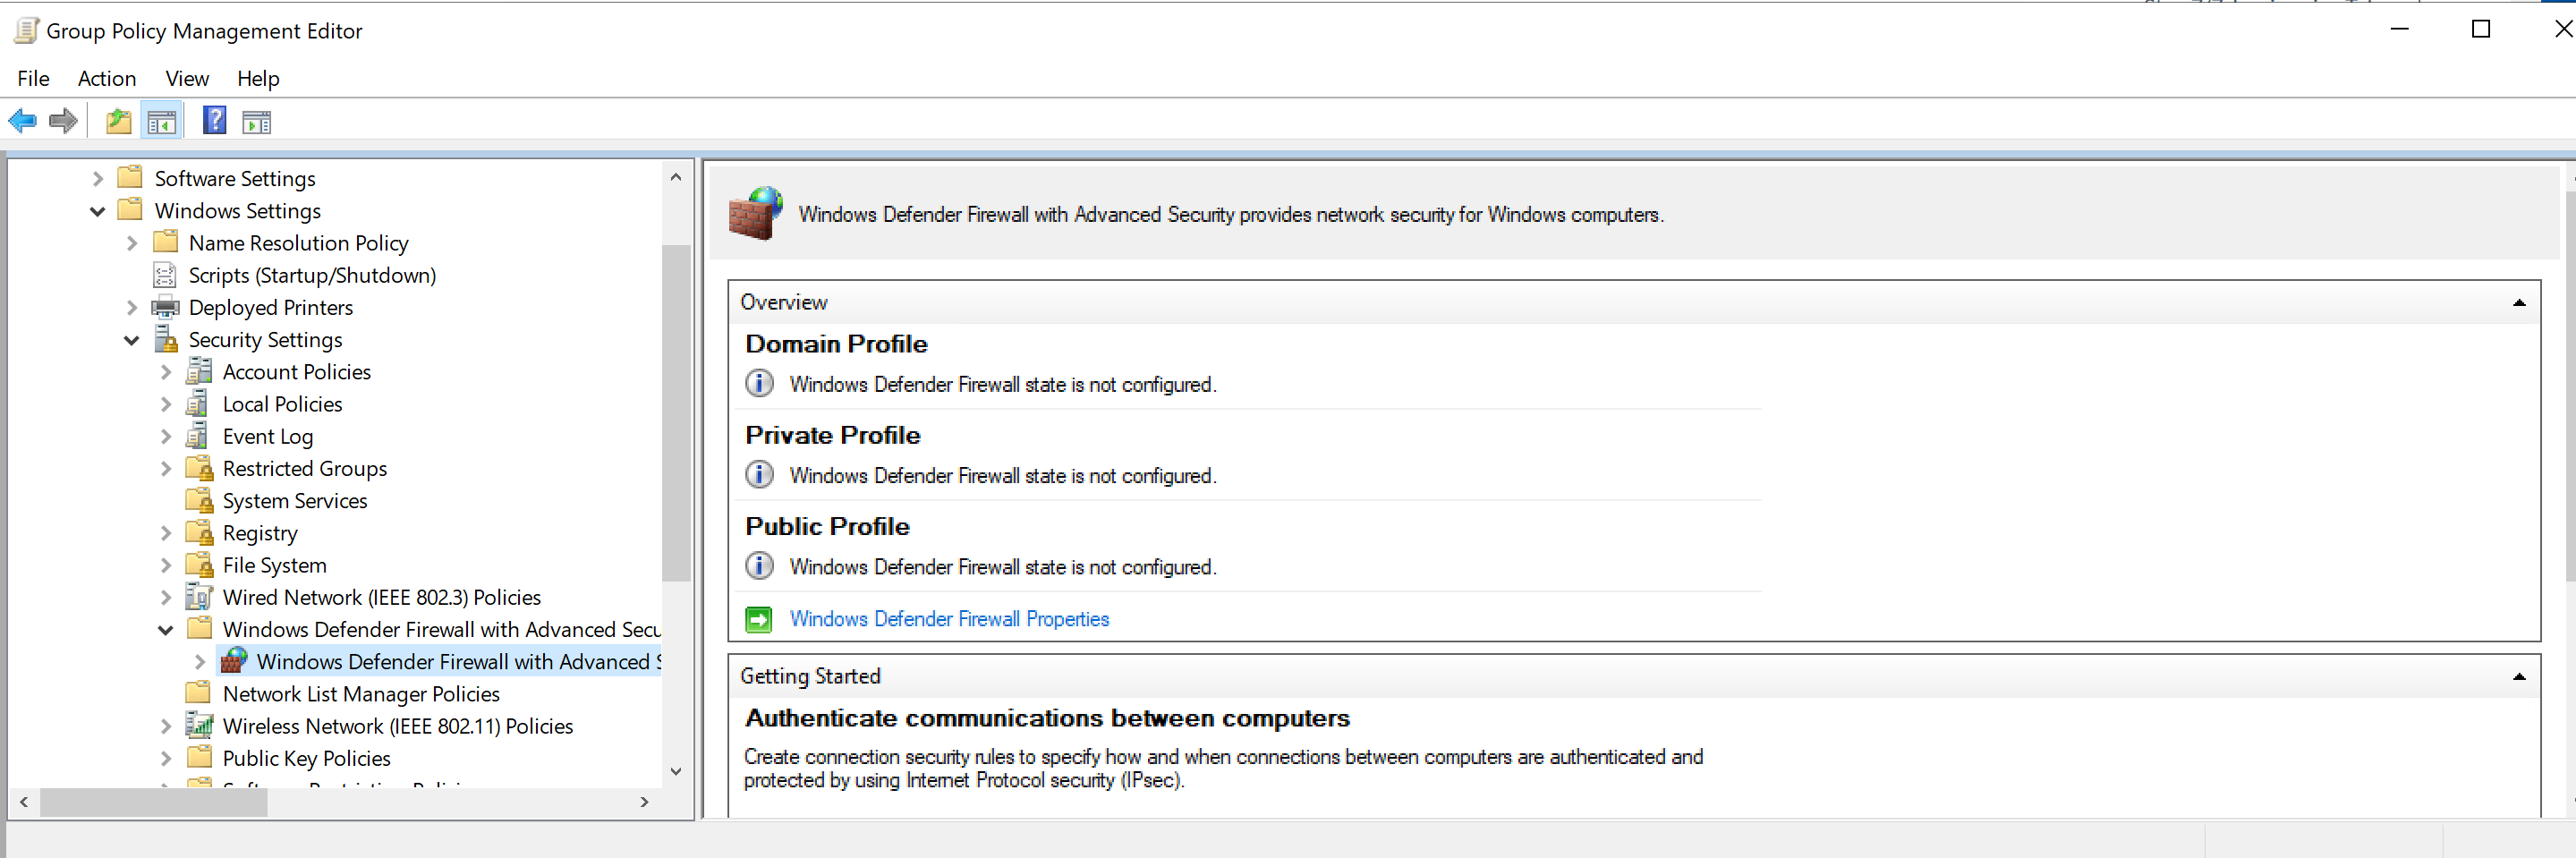 Group Policy Management Editor
File Action View Help
Software Settings
Windows Settings
Name Resolution Policy
Scripts (Startup/Shutdown)
Deployed Printers
Security Settings
Account Policies
Local Policies
Event Log
Restricted Groups
System Services
Registry
File System
Wired Network (IEEE 802.3) Policies
Windows Defender Firewall with Advanced Secu
Windows Defender Firewall with Advanced S
Network List Manager Policies
Wireless Network (IEEE 802.11) Policies
Public Key Policies
Windows Defender Firewall with Advanced Security provides network security for Windows computers.
Overview
Domain Profile
Windows Defender Firewall state is not configured.
Private Profile
Windows Defender Firewall state is not configured.
Public Profile
Windows Defender Firewall state is not configured.
Windows Defender Firewall Properties
Getting Started
Authenticate communications between computers
Create connection security rules to specify how and when connections between computers are authenticated and
protected by using Internet Protocol security (IPsec).